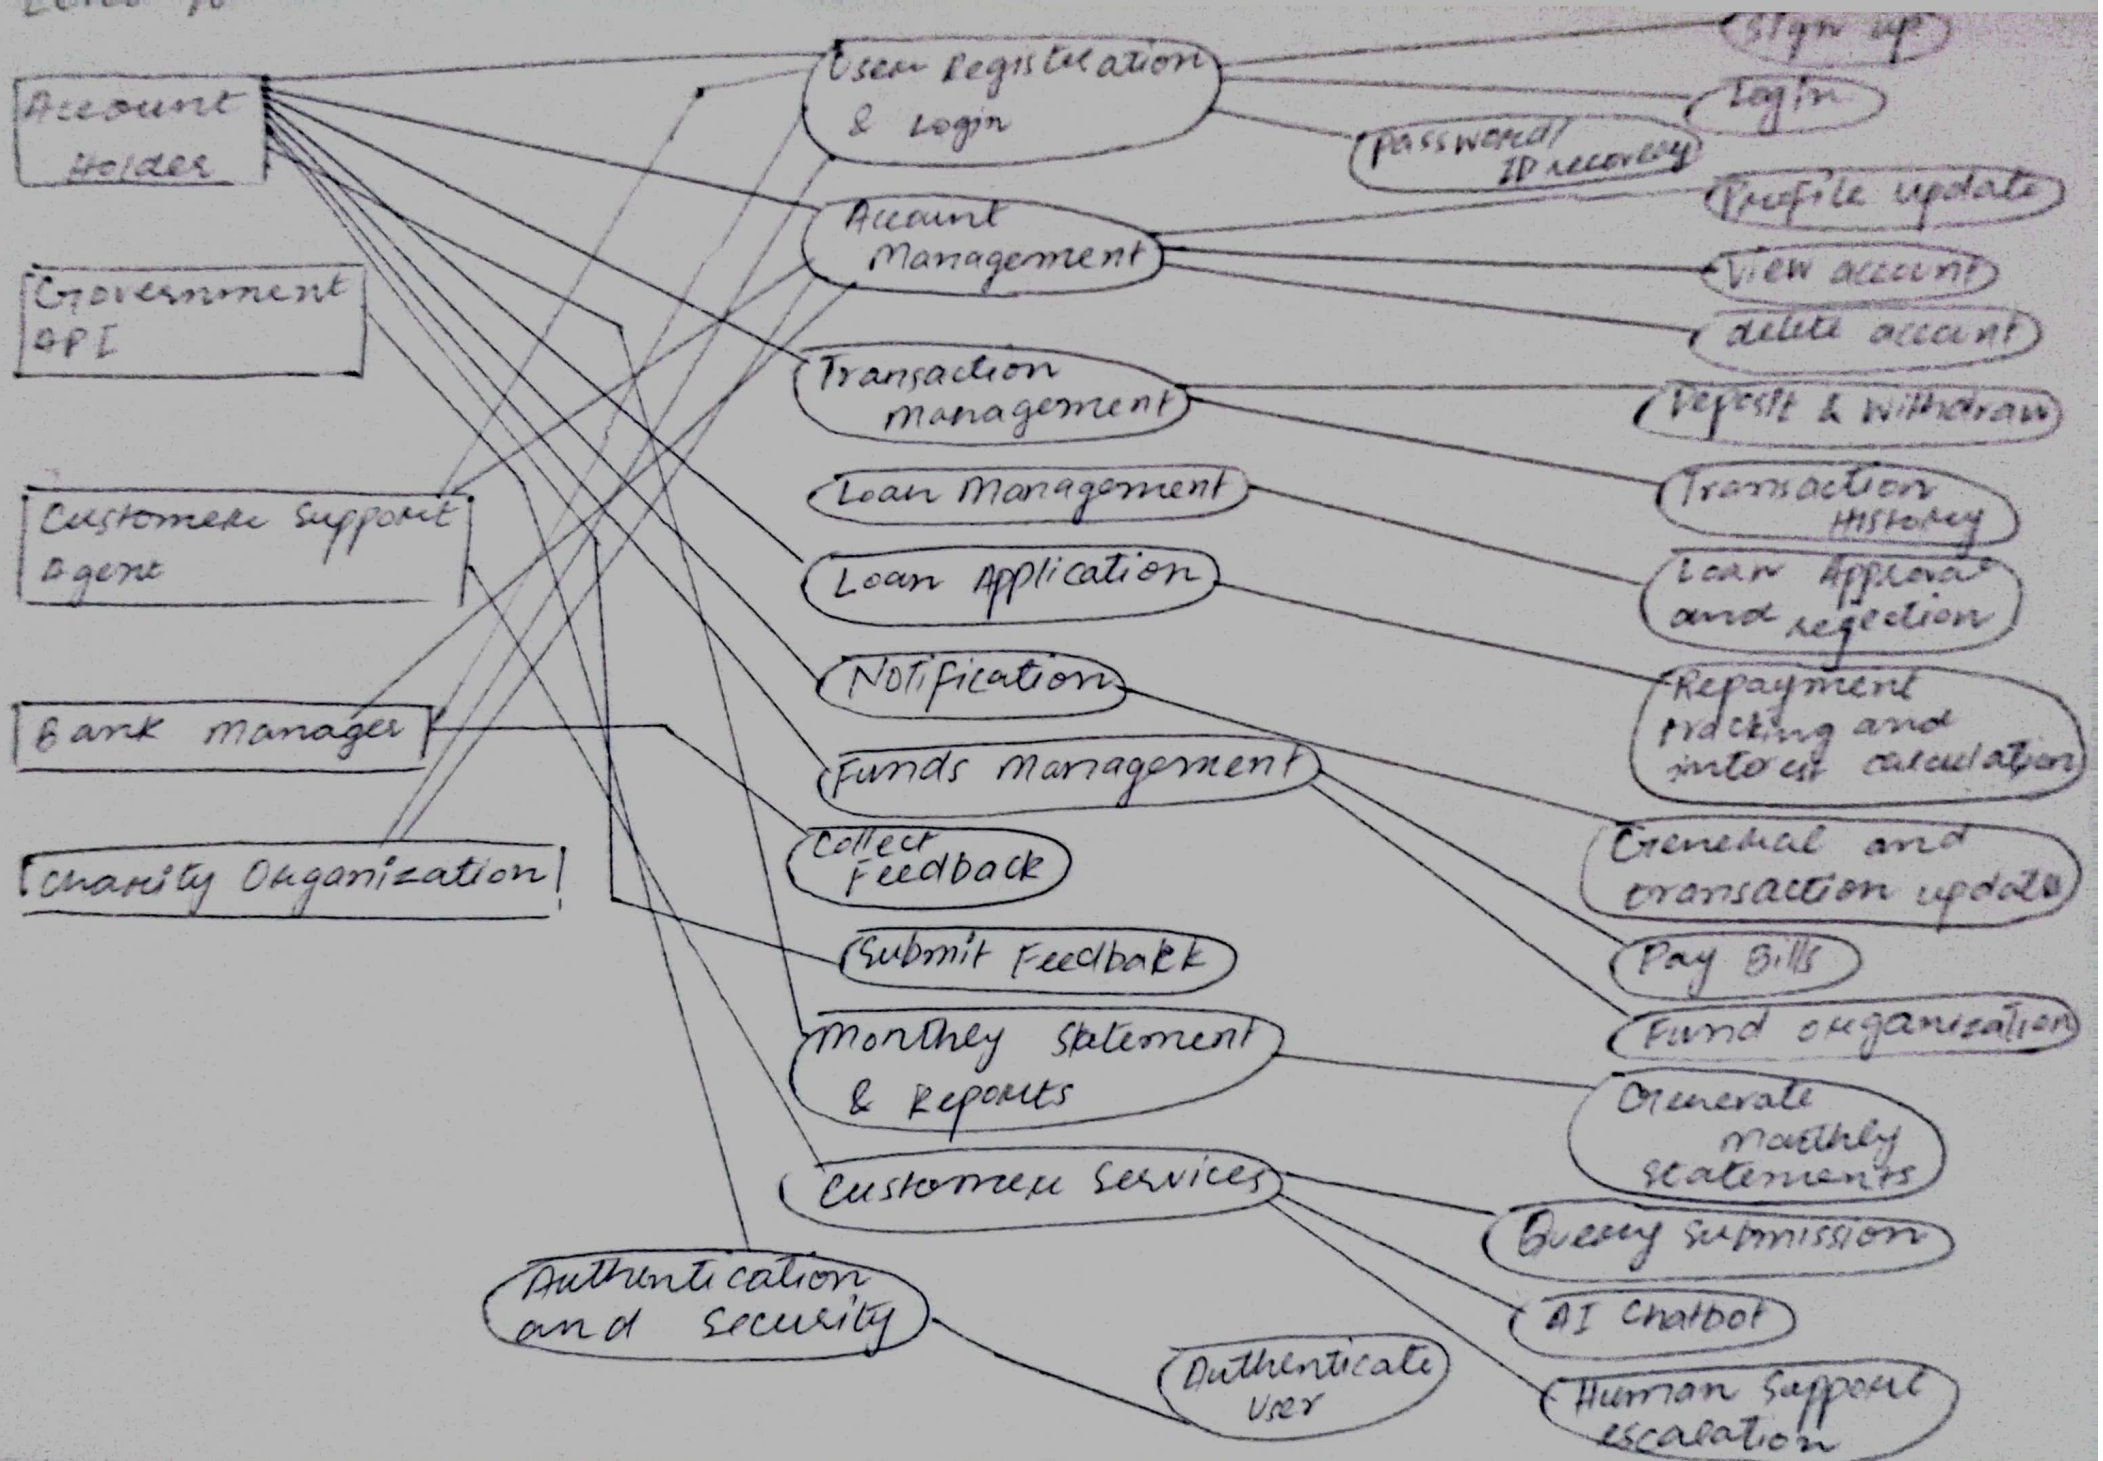 Account
Holder
Government
API
Customer Support
Agent
Bank Manager
Charity Organization
User Registration
& Login
Account
Management
Transaction
Management
Loan Management
Loan Application
Notification
Funds Management
Collect
Feedback
Submit Feedback
Monthly Statement
& Reports
Customer Services
Authentication
and Security
Sign up
Login
Password/
ID recovery
Profile update
View account
delete account
Deposit & Withdraw
Transaction
History
Loan Approval
and rejection
Repayment
tracking and
interest calculation
General and
transaction update
Pay Bills
Fund organization
Generate
Monthly
statements
Query submission
AI Chatbot
Human Support
escalation
Authenticate
User